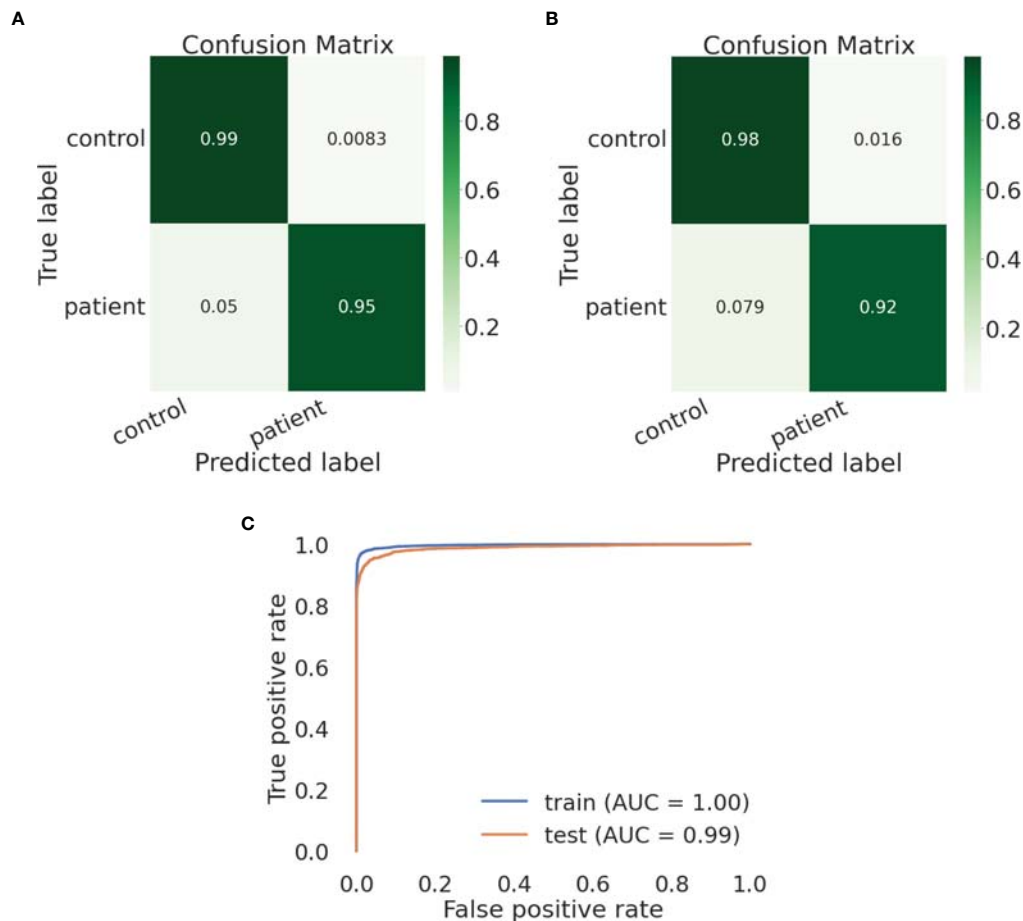 A
Confusion Matrix
control
0.99
0.0083
patient
0.05
0.95
True label
control
patient
Predicted label
0.8
0.6
0.4
0.2
B
Confusion Matrix
control
0.98
0.016
patient
0.079
0.92
True label
control
patient
Predicted label
0.8
0.6
0.4
0.2
C
1.0
0.8
0.6
0.4
0.2
0.0
True positive rate
train (AUC = 1.00)
test (AUC = 0.99)
0.0 0.2 0.4 0.6 0.8 1.0
False positive rate